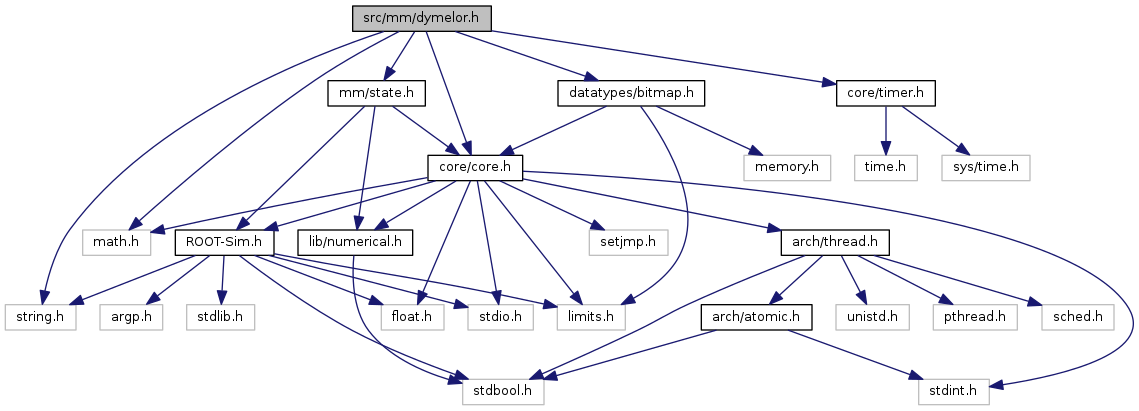 src/mm/dymelor.h
mm/state.h
datatypes/bitmap.h
core/timer.h
core/core.h
memory.h
time.h
sys/time.h
math.h
ROOT-Sim.h
lib/numerical.h
setjmp.h
arch/thread.h
string.h
argp.h
stdlib.h
float.h
stdio.h
limits.h
arch/atomic.h
unistd.h
pthread.h
sched.h
stdbool.h
stdint.h